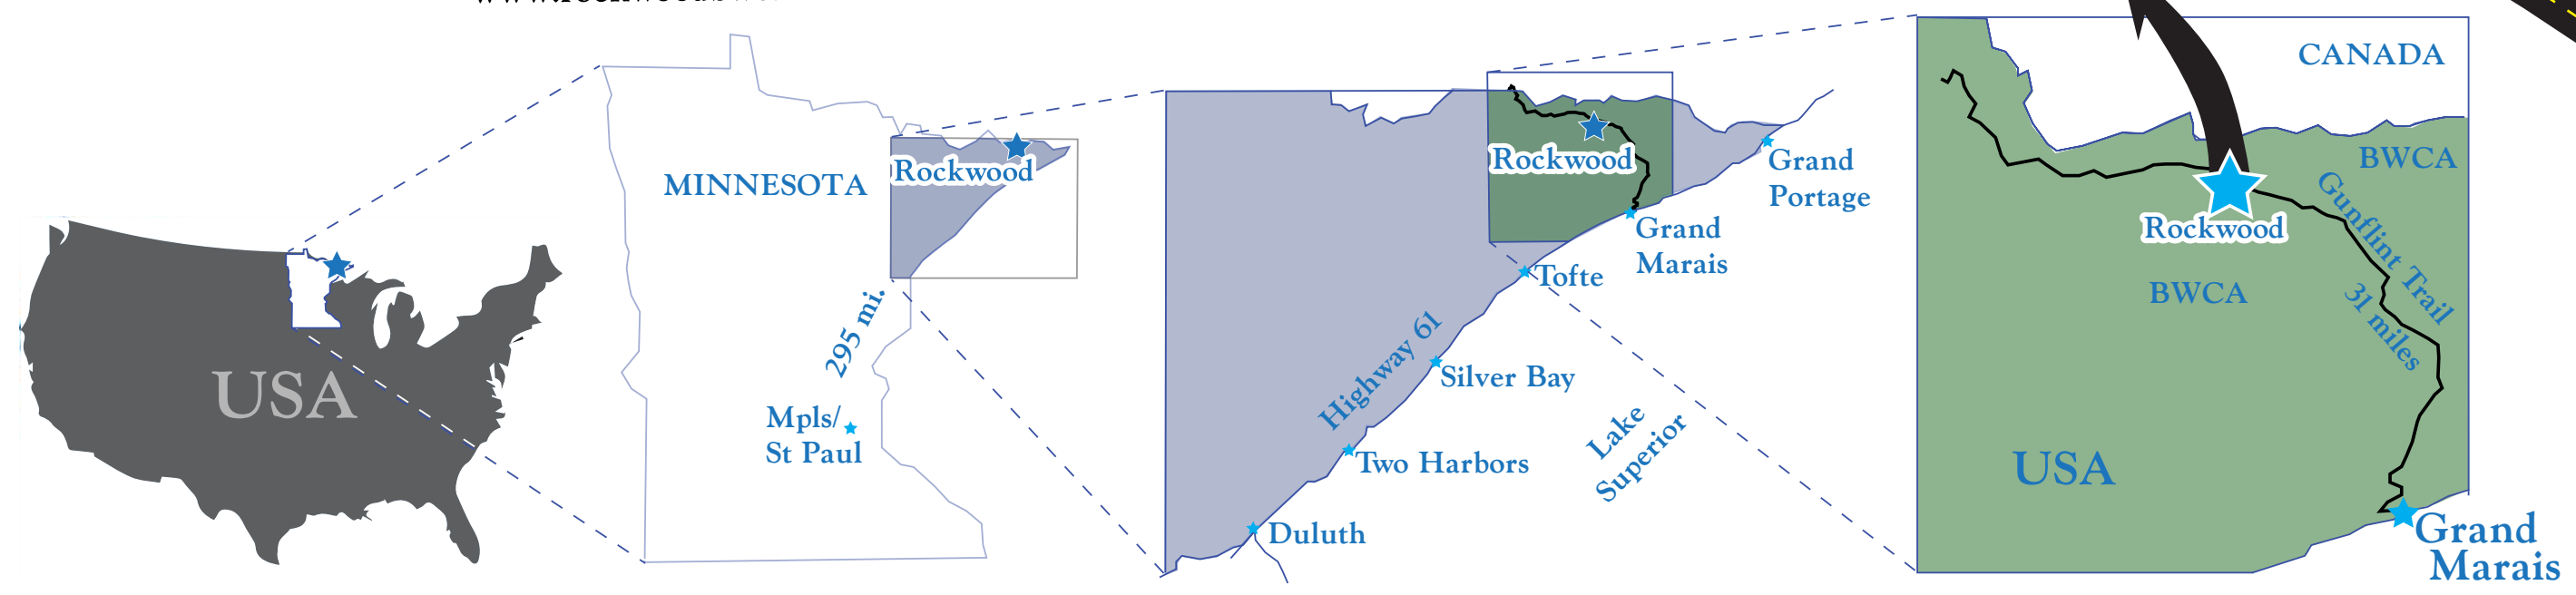 USA
MINNESOTA
Rockwood
295 mi.
Mpls/
St Paul
Rockwood
Grand
Portage
Grand
Marais
Tofte
Highway 61
Silver Bay
Lake
Superior
Two Harbors
Duluth
CANADA
BWCA
Rockwood
Gunflint Trail
31 miles
BWCA
USA
Grand
Marais